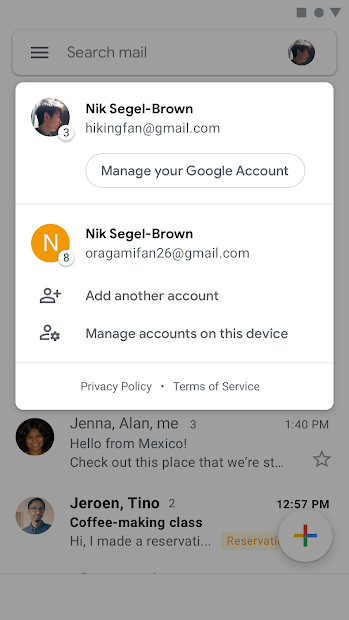 Search mail
Nik Segel-Brown
3
hikingfan@gmail.com
Manage your Google Account
Nik Segel-Brown
N
8
oragamifan26@gmail.com
Add another account
Manage accounts on this device
Privacy Policy • Terms of Service
Jenna, Alan, me 3 1:40 PM
Hello from Mexico!
Check out this place that we're st...
Jeroen, Tino 2 12:57 PM
Coffee-making class
Hi, I made a reservati... Reservati